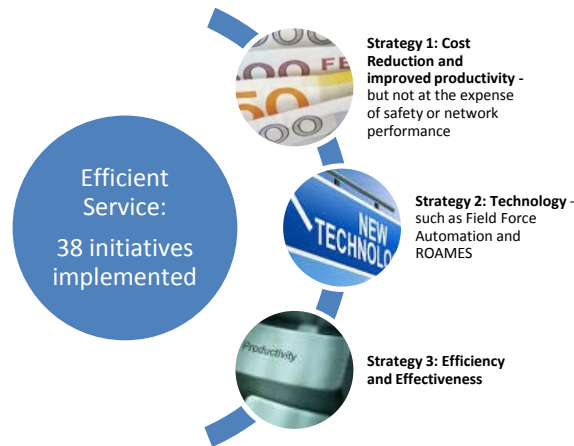 Efficient
Service:
38 initiatives
implemented
50
Strategy 1: Cost
Reduction and
improved productivity -
but not at the expense
of safety or network
performance
NEW
TECHNOLO
Strategy 2: Technology -
such as Field Force
Automation and
ROAMES
Productivity
Strategy 3: Efficiency
and Effectiveness